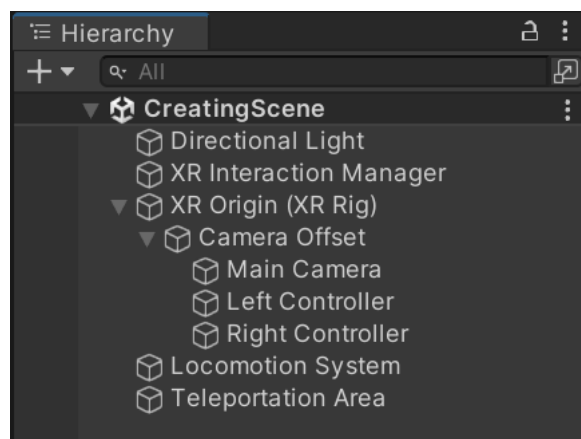 Hierarchy
All
CreatingScene
Directional Light
XR Interaction Manager
XR Origin (XR Rig)
Camera Offset
Main Camera
Left Controller
Right Controller
Locomotion System
Teleportation Area